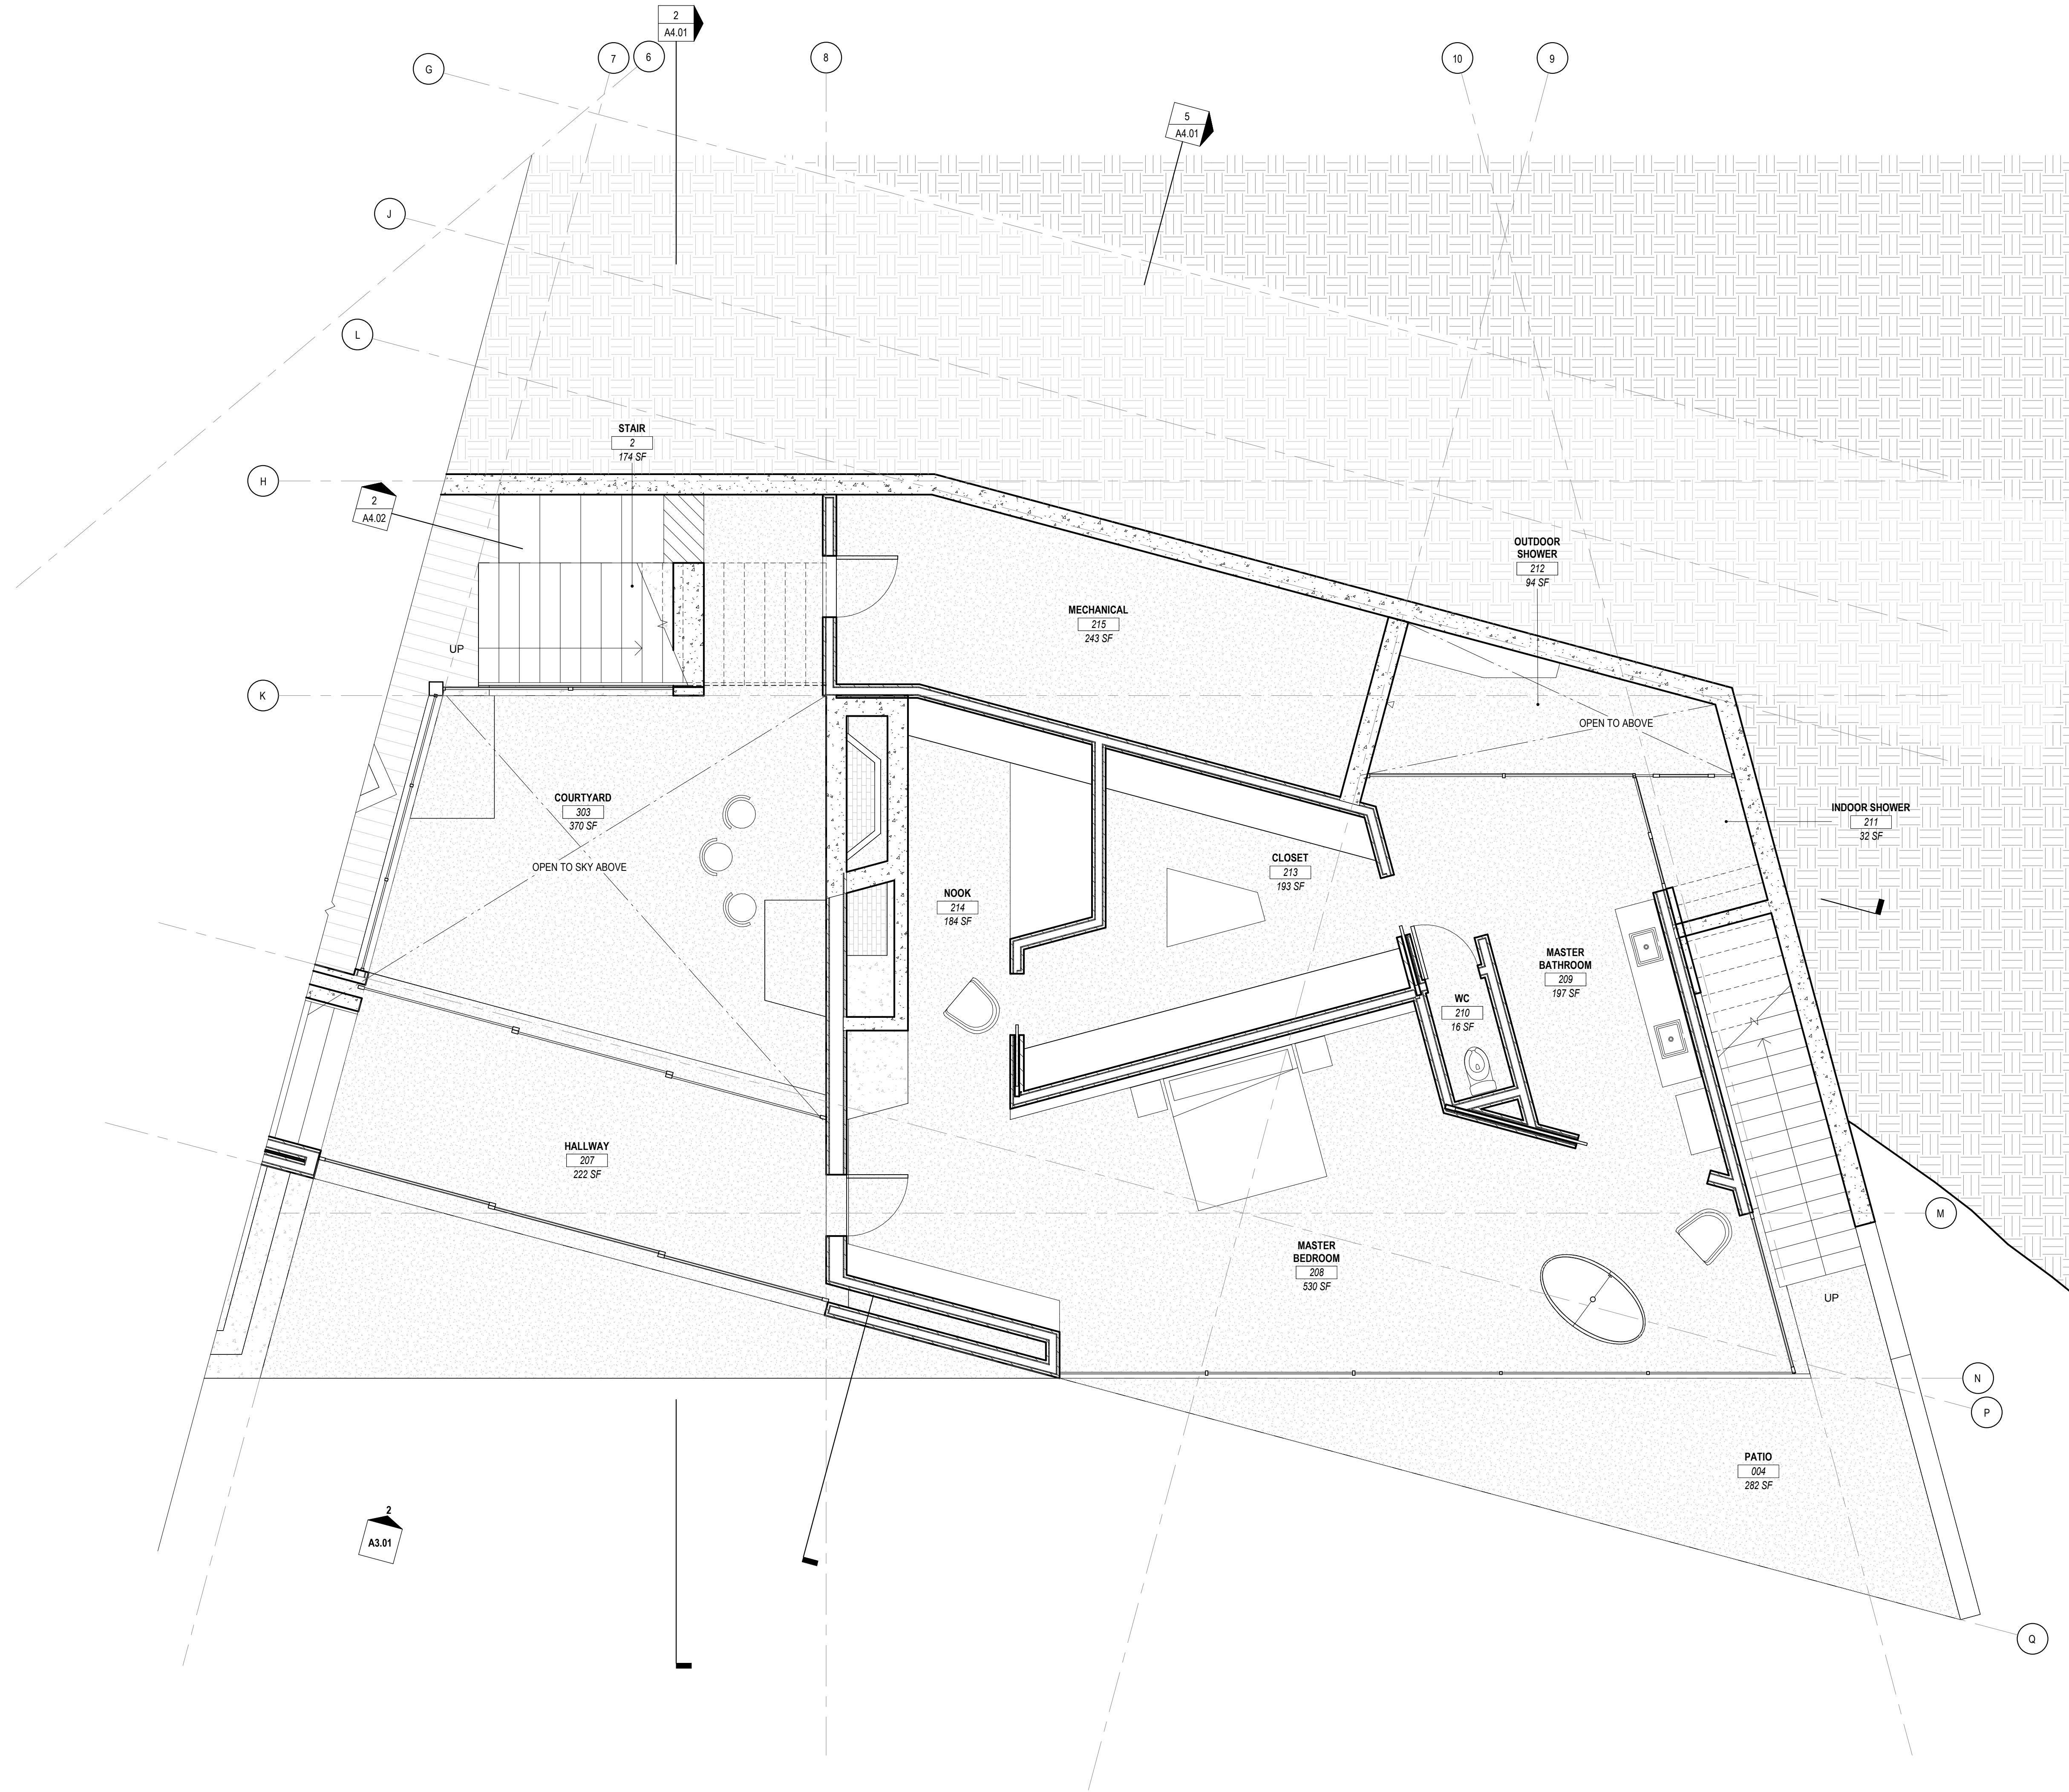 2
A4.01
G
7
6
8
10
9
5
A4.01
J
L
STAIR
2
174 SF
H
2
A4.02
OUTDOOR
SHOWER
212
94 SF
MECHANICAL
215
243 SF
UP
K
OPEN TO ABOVE
COURTYARD
303
370 SF
INDOOR SHOWER
211
32 SF
OPEN TO SKY ABOVE
CLOSET
213
193 SF
NOOK
214
184 SF
MASTER
BATHROOM
209
197 SF
WC
210
16 SF
HALLWAY
207
222 SF
M
MASTER
BEDROOM
208
530 SF
UP
N
P
PATIO
004
282 SF
2
A3.01
Q